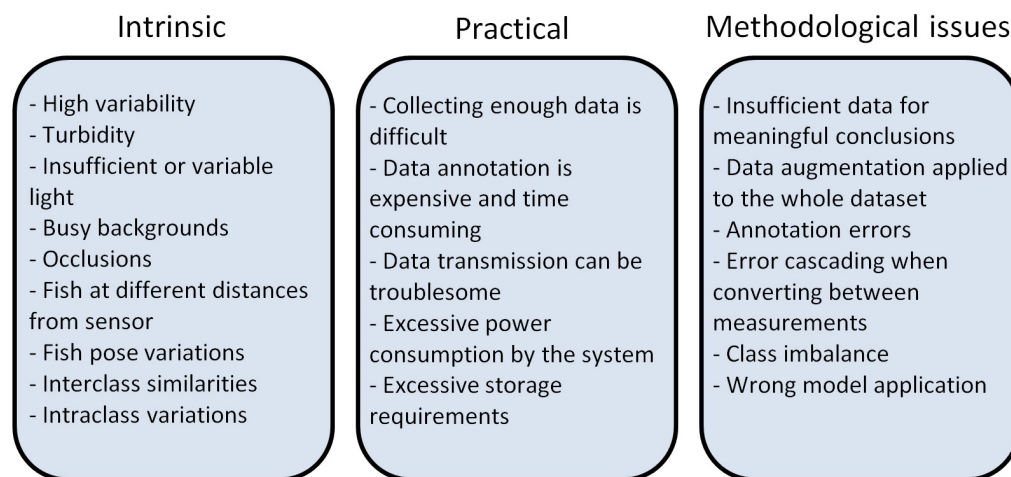 Intrinsic
- High variability
- Turbidity
- Insufficient or variable
light
- Busy backgrounds
- Occlusions
- Fish at different distances
from sensor
- Fish pose variations
- Interclass similarities
- Intraclass variations
Practical
- Collecting enough data is
difficult
- Data annotation is
expensive and time
consuming
- Data transmission can be
troublesome
- Excessive power
consumption by the system
- Excessive storage
requirements
Methodological issues
- Insufficient data for
meaningful conclusions
- Data augmentation applied
to the whole dataset
- Annotation errors
- Error cascading when
converting between
measurements
- Class imbalance
- Wrong model application